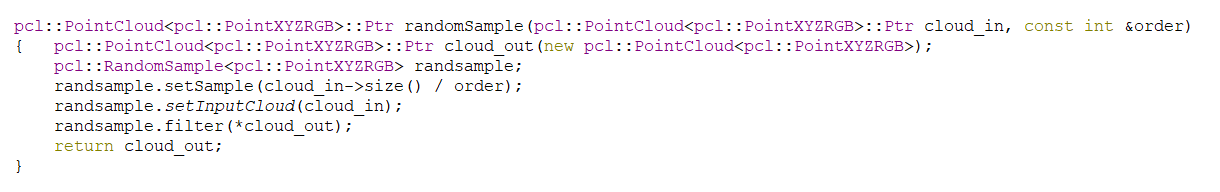 pcl::PointCloud<pcl::PointXYZRGB>::Ptr randomSample(pcl::PointCloud<pcl::PointXYZRGB>::Ptr cloud_in, const int &order)
{   pcl::PointCloud<pcl::PointXYZRGB>::Ptr cloud_out(new pcl::PointCloud<pcl::PointXYZRGB>);
    pcl::RandomSample<pcl::PointXYZRGB> randsample;
    randsample.setSample(cloud_in->size() / order);
    randsample.setInputCloud(cloud_in);
    randsample.filter(*cloud_out);
    return cloud_out;
}